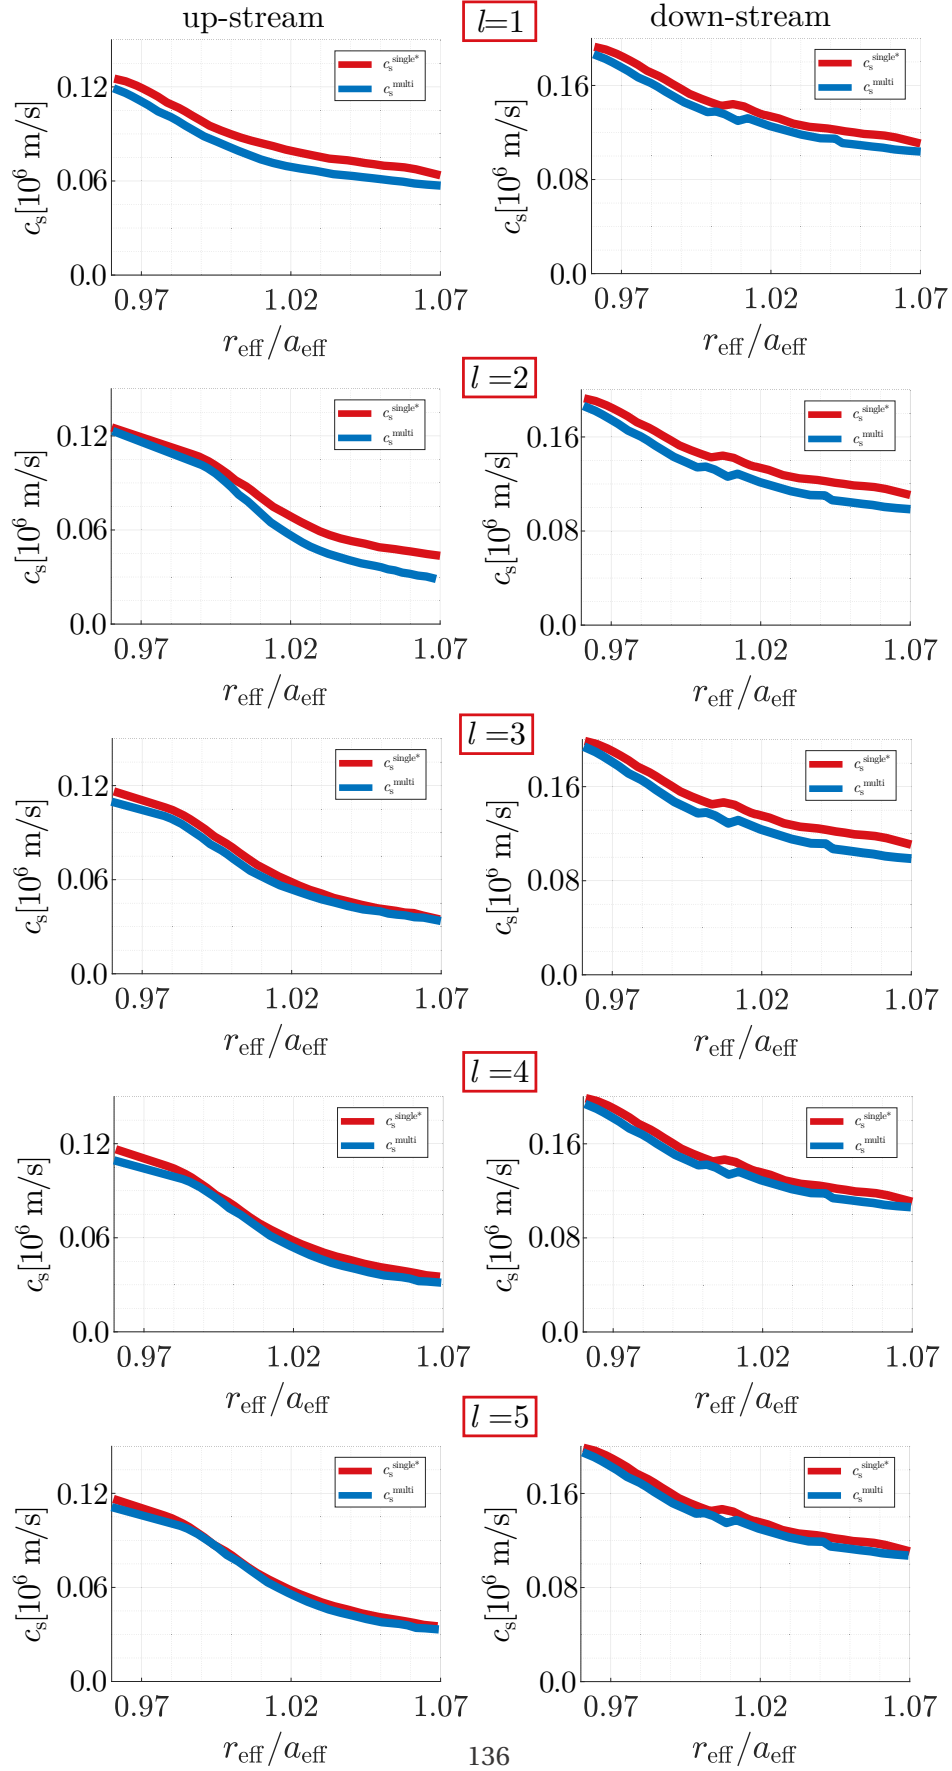 up-stream
l=1
down-stream
c_s^single*
c_s^multi
0.12
0.06
0.0
c_s[10^6 m/s]
0.97 1.02 1.07
r_eff/a_eff
c_s^single*
c_s^multi
0.16
0.08
0.0
c_s[10^6 m/s]
0.97 1.02 1.07
r_eff/a_eff
l =2
c_s^single*
c_s^multi
0.12
0.06
0.0
c_s[10^6 m/s]
0.97 1.02 1.07
r_eff/a_eff
c_s^single*
c_s^multi
0.16
0.08
0.0
c_s[10^6 m/s]
0.97 1.02 1.07
r_eff/a_eff
l =3
c_s^single*
c_s^multi
0.12
0.06
0.0
c_s[10^6 m/s]
0.97 1.02 1.07
r_eff/a_eff
c_s^single*
c_s^multi
0.16
0.08
0.0
c_s[10^6 m/s]
0.97 1.02 1.07
r_eff/a_eff
l =4
c_s^single*
c_s^multi
0.12
0.06
0.0
c_s[10^6 m/s]
0.97 1.02 1.07
r_eff/a_eff
c_s^single*
c_s^multi
0.16
0.08
0.0
c_s[10^6 m/s]
0.97 1.02 1.07
r_eff/a_eff
l =5
c_s^single*
c_s^multi
0.12
0.06
0.0
c_s[10^6 m/s]
0.97 1.02 1.07
r_eff/a_eff
c_s^single*
c_s^multi
0.16
0.08
0.0
c_s[10^6 m/s]
0.97 1.02 1.07
r_eff/a_eff
136